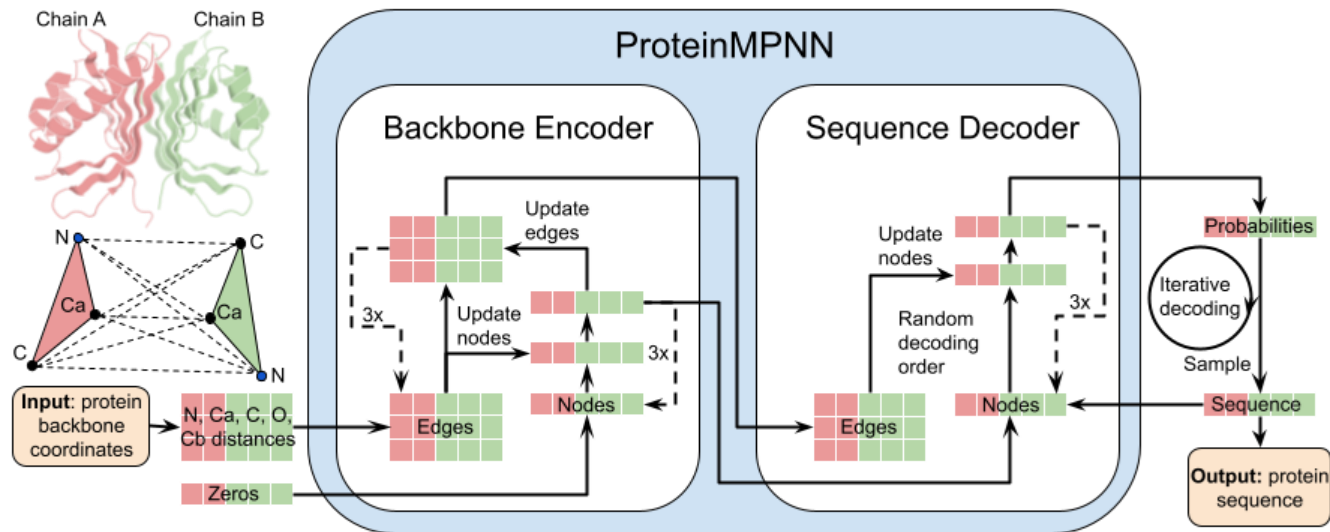 Chain A
Chain B
ProteinMPNN
Backbone Encoder
Sequence Decoder
N
C
Ca
Ca
C
N
Input: protein
backbone
coordinates
N, Ca, C, O,
Cb distances
Zeros
Update
edges
3x
Update
nodes
3x
Edges
Nodes
Update
nodes
3x
Random
decoding
order
Edges
Nodes
Probabilities
Iterative
decoding
Sample
Sequence
Output: protein
sequence